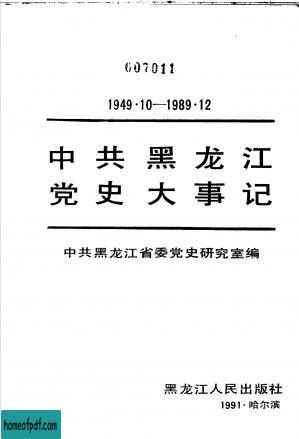 607011
1949·10—1989·12
中共黑龙江
党史大事记
中共黑龙江省委党史研究室编
黑龙江人民出版社
1991·哈尔滨
homeofpdf.com